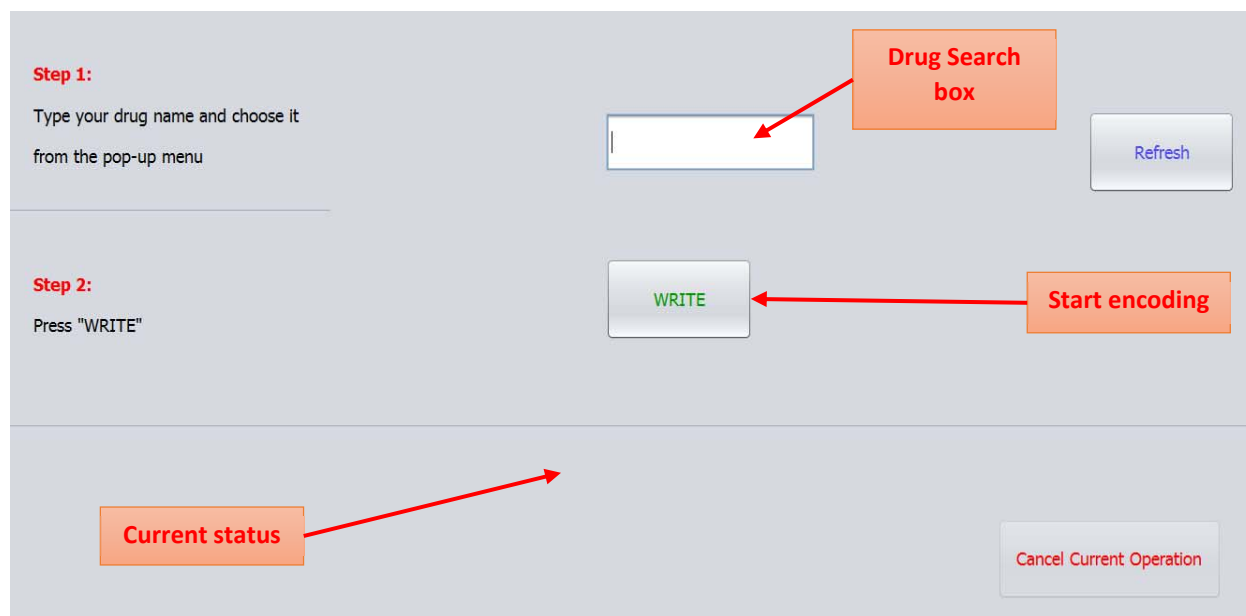 Step 1:
Type your drug name and choose it
from the pop-up menu
Drug Search
box
Refresh
Step 2:
Press "WRITE"
WRITE
Start encoding
Current status
Cancel Current Operation